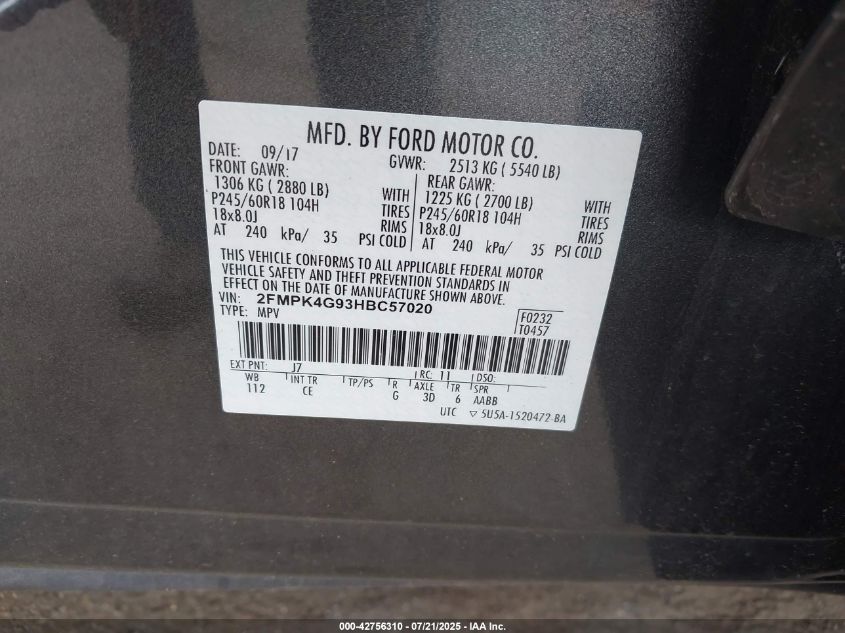 MFD. BY FORD MOTOR CO.
DATE: 09/17 GVWR: 2513 KG ( 5540 LB)
FRONT GAWR: REAR GAWR:
1306 KG ( 2880 LB) WITH 1225 KG ( 2700 LB) WITH
P245/60R18 104H TIRES P245/60R18 104H TIRES
18x8.0J RIMS 18x8.0J RIMS
AT 240 kPa/ 35 PSI COLD AT 240 kPa/ 35 PSI COLD
THIS VEHICLE CONFORMS TO ALL APPLICABLE FEDERAL MOTOR
VEHICLE SAFETY AND THEFT PREVENTION STANDARDS IN
EFFECT ON THE DATE OF MANUFACTURE SHOWN ABOVE.
VIN: 2FMPK4G93HBC57020
TYPE: MPV
F0232
T0457
EXT PNT: J7 RC: 11 DSO:
WB INT TR TP/PS R AXLE TR SPR
112 CE G 3D 6 AABB
UTC ▽ 5U5A-1520472-BA
000-42756310 - 07/21/2025 - IAA Inc.